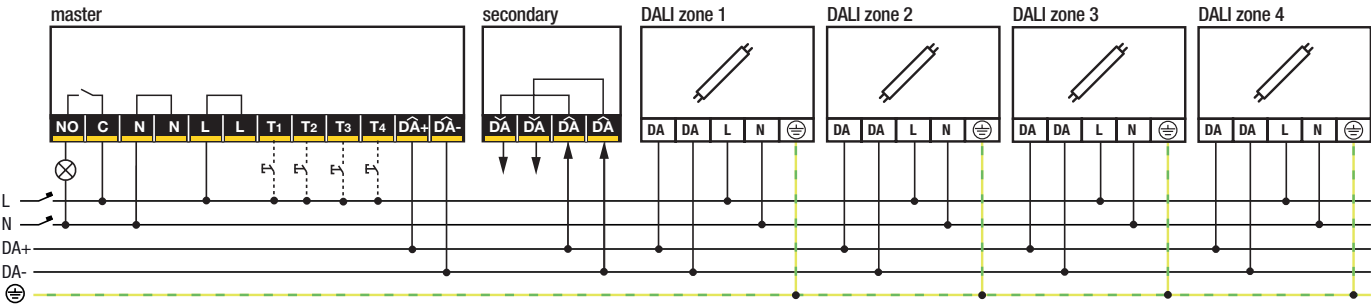 master secondary DALI zone 1 DALI zone 2 DALI zone 3 DALI zone 4
NO C N N L L T1 T2 T3 T4 DA+ DA- DA DA DA DA DA DA L N DA DA L N DA DA L N DA DA L N
L
N
DA+
DA-